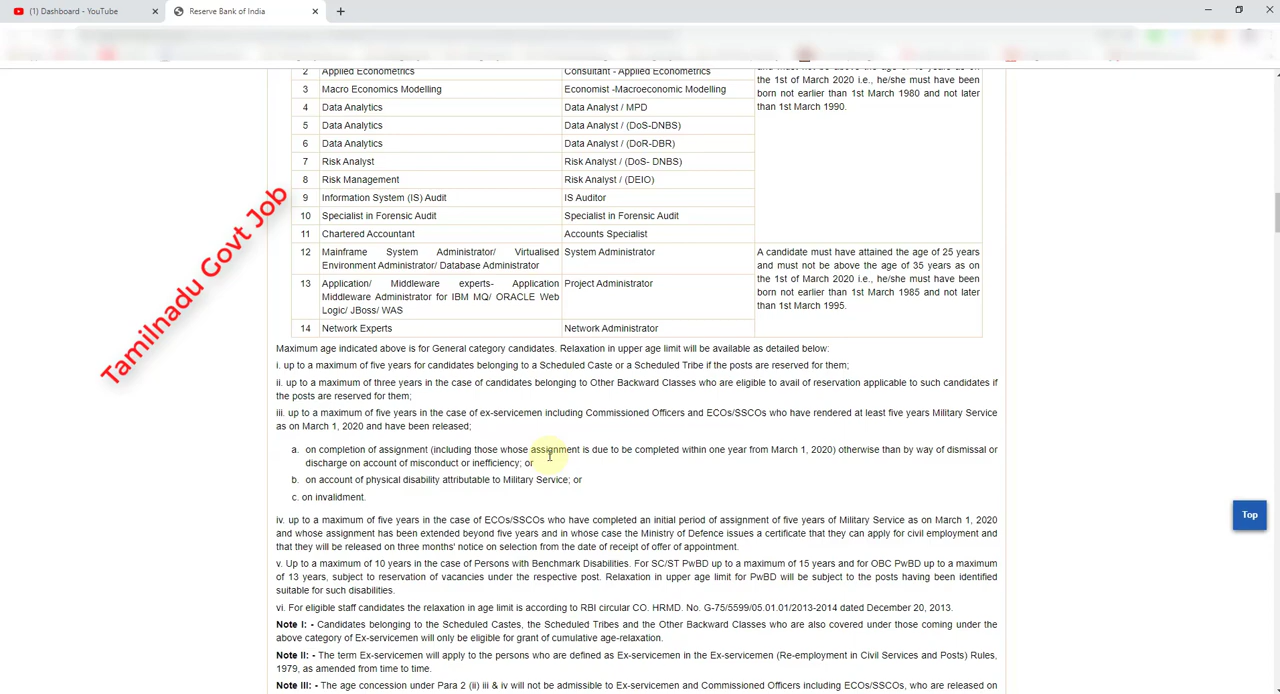 (1) Dashboard - YouTube
Reserve Bank of India
2 Applied Econometrics Consultant - Applied Econometrics
3 Macro Economics Modelling Economist -Macroeconomic Modelling
4 Data Analytics Data Analyst / MPD
5 Data Analytics Data Analyst / (DoS-DNBS)
6 Data Analytics Data Analyst / (DoR-DBR)
7 Risk Analyst Risk Analyst / (DoS- DNBS)
8 Risk Management Risk Analyst / (DEIO)
9 Information System (IS) Audit IS Auditor
10 Specialist in Forensic Audit Specialist in Forensic Audit
11 Chartered Accountant Accounts Specialist
the 1st of March 2020 i.e., he/she must have been
born not earlier than 1st March 1980 and not later
than 1st March 1990.
12 Mainframe System Administrator/ Virtualised
Environment Administrator/ Database Administrator
System Administrator
13 Application/ Middleware experts- Application
Middleware Administrator for IBM MQ/ ORACLE Web
Logic/ JBoss/ WAS
Project Administrator
14 Network Experts Network Administrator
A candidate must have attained the age of 25 years
and must not be above the age of 35 years as on
the 1st of March 2020 i.e., he/she must have been
born not earlier than 1st March 1985 and not later
than 1st March 1995.
Tamilnadu Govt Job
Maximum age indicated above is for General category candidates. Relaxation in upper age limit will be available as detailed below:
i. up to a maximum of five years for candidates belonging to a Scheduled Caste or a Scheduled Tribe if the posts are reserved for them;
ii. up to a maximum of three years in the case of candidates belonging to Other Backward Classes who are eligible to avail of reservation applicable to such candidates if
the posts are reserved for them;
iii. up to a maximum of five years in the case of ex-servicemen including Commissioned Officers and ECOs/SSCOs who have rendered at least five years Military Service
as on March 1, 2020 and have been released;
a. on completion of assignment (including those whose assignment is due to be completed within one year from March 1, 2020) otherwise than by way of dismissal or
discharge on account of misconduct or inefficiency; or
b. on account of physical disability attributable to Military Service; or
c. on invalidment.
iv. up to a maximum of five years in the case of ECOs/SSCOs who have completed an initial period of assignment of five years of Military Service as on March 1, 2020
and whose assignment has been extended beyond five years and in whose case the Ministry of Defence issues a certificate that they can apply for civil employment and
that they will be released on three months' notice on selection from the date of receipt of offer of appointment.
v. Up to a maximum of 10 years in the case of Persons with Benchmark Disabilities. For SC/ST PwBD up to a maximum of 15 years and for OBC PwBD up to a maximum
of 13 years, subject to reservation of vacancies under the respective post. Relaxation in upper age limit for PwBD will be subject to the posts having been identified
suitable for such disabilities.
vi. For eligible staff candidates the relaxation in age limit is according to RBI circular CO. HRMD. No. G-75/5599/05.01.01/2013-2014 dated December 20, 2013.
Note I: - Candidates belonging to the Scheduled Castes, the Scheduled Tribes and the Other Backward Classes who are also covered under those coming under the
above category of Ex-servicemen will only be eligible for grant of cumulative age-relaxation.
Note II: - The term Ex-servicemen will apply to the persons who are defined as Ex-servicemen in the Ex-servicemen (Re-employment in Civil Services and Posts) Rules,
1979, as amended from time to time.
Note III: - The age concession under Para 2 (ii) iii & iv will not be admissible to Ex-servicemen and Commissioned Officers including ECOs/SSCOs, who are released on
Top